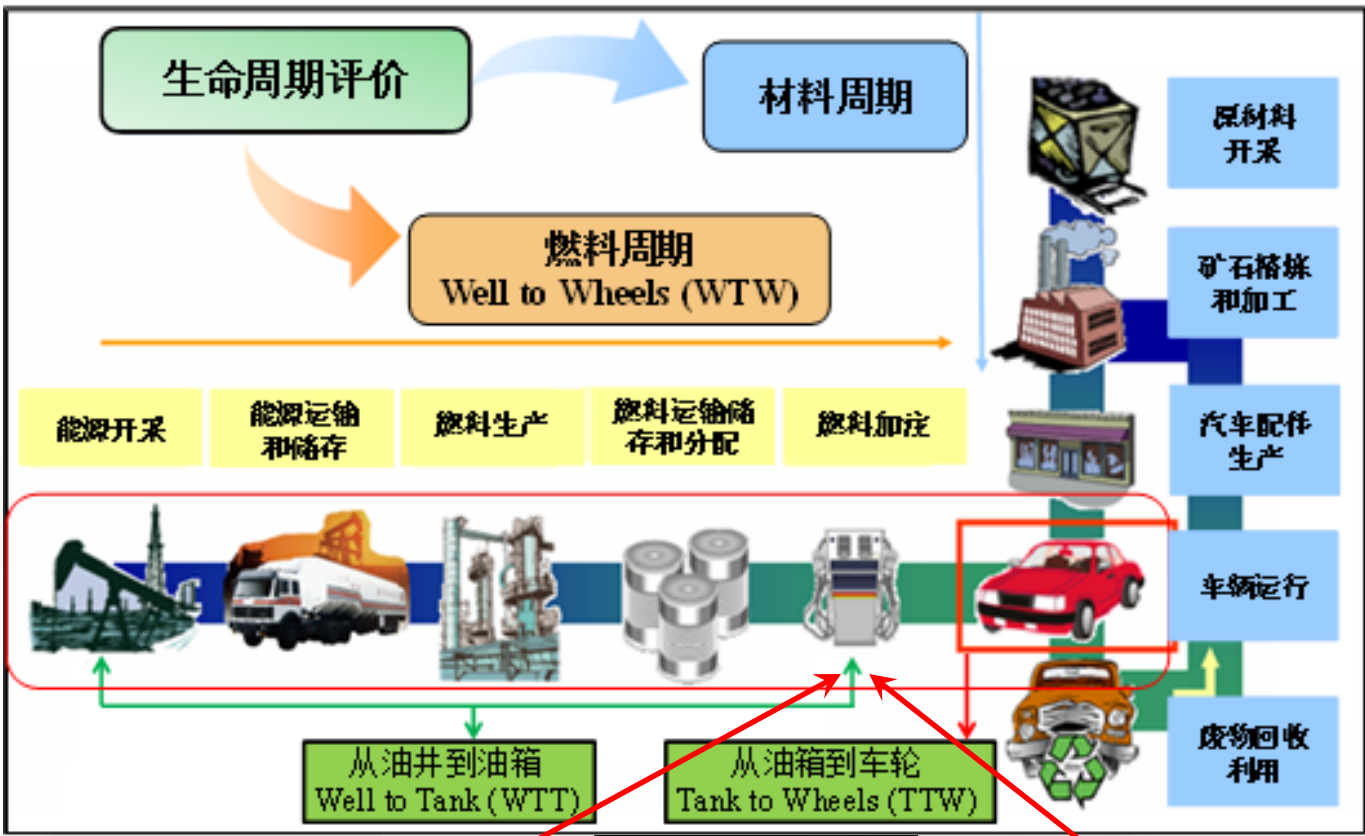 生命周期评价
材料周期
燃料周期
Well to Wheels (WTW)
能源开采
能源运输
和储存
燃料生产
燃料运输储
存和分配
燃料加注
原材料
开采
矿石
和加工
汽车配件
生产
车辆运行
废物回收
利用
从油井到油箱
Well to Tank (WTT)
从油箱到车轮
Tank to Wheels (TTW)